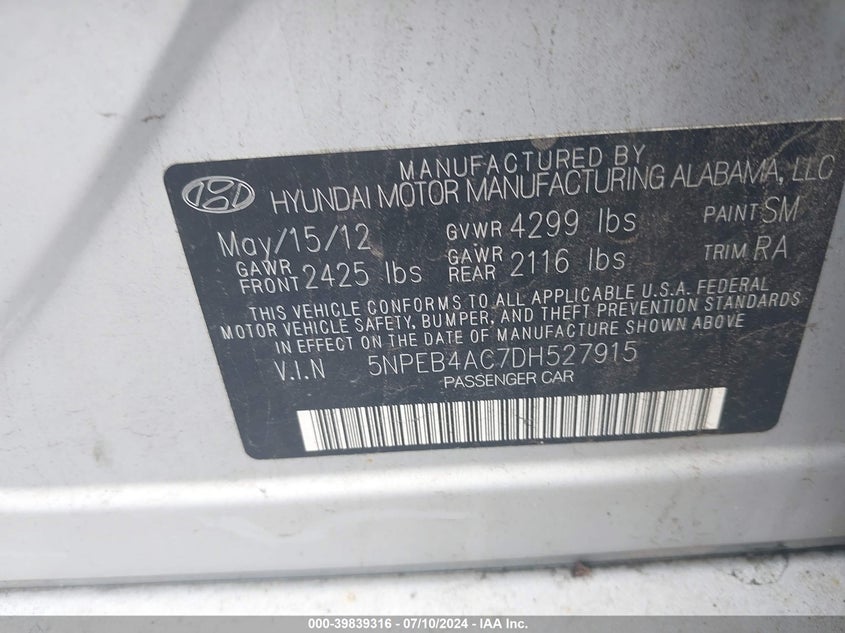 MANUFACTURED BY
HYUNDAI MOTOR MANUFACTURING ALABAMA, LLC
May/15/12 GVWR 4299 lbs PAINT SM
GAWR FRONT 2425 lbs GAWR REAR 2116 lbs TRIM RA
THIS VEHICLE CONFORMS TO ALL APPLICABLE U.S.A. FEDERAL
MOTOR VEHICLE SAFETY, BUMPER, AND THEFT PREVENTION STANDARDS
IN EFFECT ON THE DATE OF MANUFACTURE SHOWN ABOVE
V.I.N 5NPEB4AC7DH527915
PASSENGER CAR
000-39839316 - 07/10/2024 - IAA Inc.